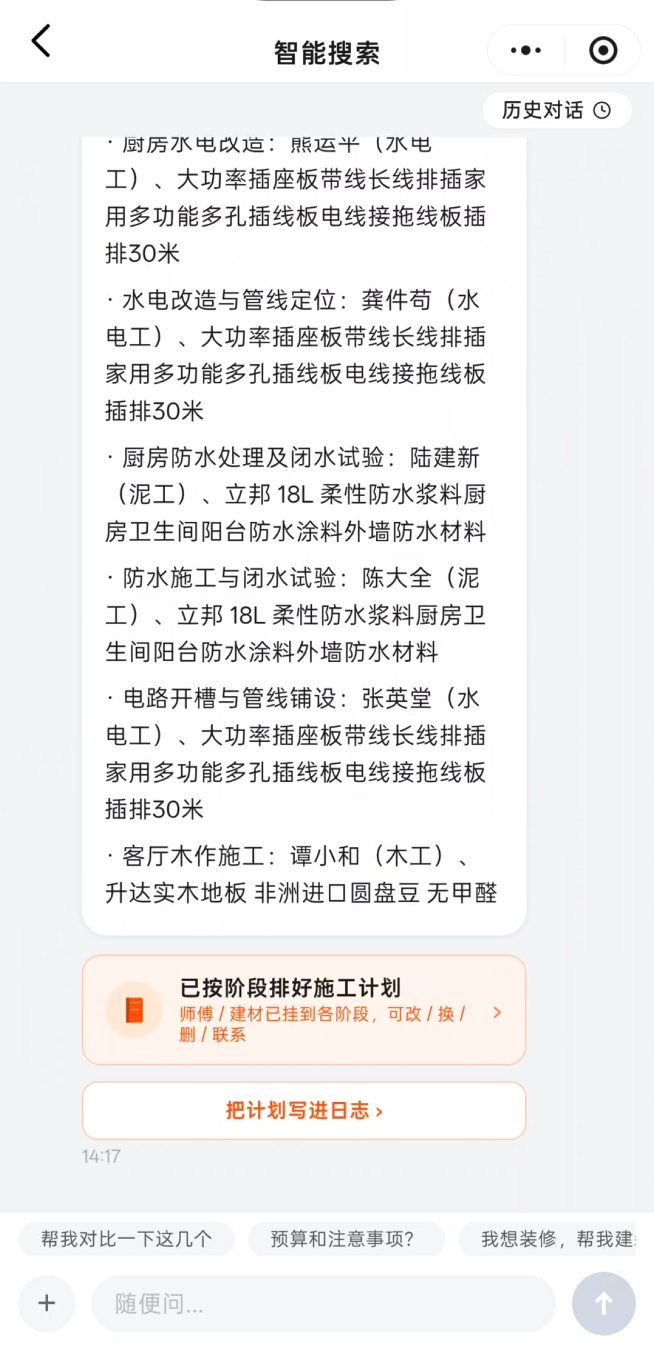 智能搜索
历史对话
· 厨房水电改造：熊运平（水电
工）、大功率插座板带线长线排插家
用多功能多孔插线板电线接拖线板插
排30米
· 水电改造与管线定位：龚件苟（水
电工）、大功率插座板带线长线排插
家用多功能多孔插线板电线接拖线板
插排30米
· 厨房防水处理及闭水试验：陆建新
（泥工）、立邦 18L 柔性防水浆料厨
房卫生间阳台防水涂料外墙防水材料
· 防水施工与闭水试验：陈大全（泥
工）、立邦 18L 柔性防水浆料厨房卫
生间阳台防水涂料外墙防水材料
· 电路开槽与管线铺设：张英堂（水
电工）、大功率插座板带线长线排插
家用多功能多孔插线板电线接拖线板
插排30米
· 客厅木作施工：谭小和（木工）、
升达实木地板 非洲进口圆盘豆 无甲醛
已按阶段排好施工计划
师傅 / 建材已挂到各阶段，可改 / 换 /
删 / 联系
把计划写进日志 ›
14:17
帮我对比一下这几个
预算和注意事项？
我想装修，帮我建
随便问...